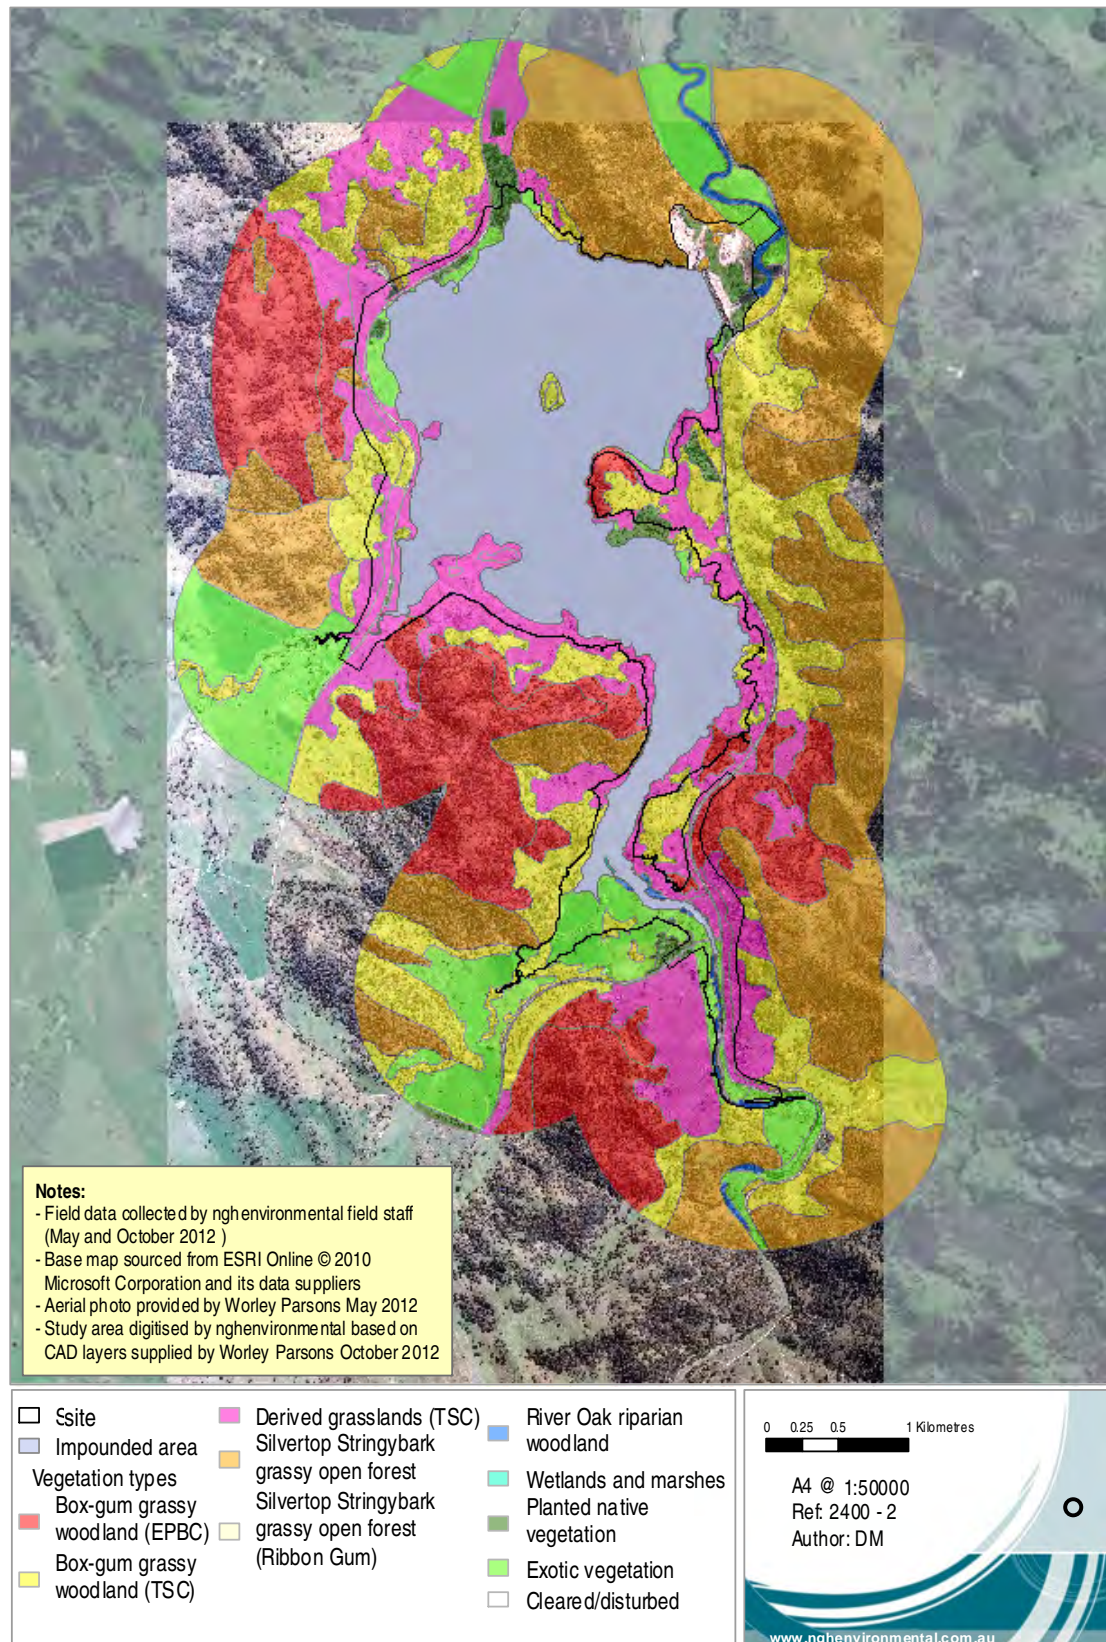 Notes:
- Field data collected by nghenvironmental field staff
(May and October 2012 )
- Base map sourced from ESRI Online © 2010
Microsoft Corporation and its data suppliers
- Aerial photo provided by Worley Parsons May 2012
- Study area digitised by nghenvironmental based on
CAD layers supplied by Worley Parsons October 2012
Ssite
Impounded area
Vegetation types
Box-gum grassy
woodland (EPBC)
Box-gum grassy
woodland (TSC)
Derived grasslands (TSC)
Silvertop Stringybark
grassy open forest
Silvertop Stringybark
grassy open forest
(Ribbon Gum)
River Oak riparian
woodland
Wetlands and marshes
Planted native
vegetation
Exotic vegetation
Cleared/disturbed
0 0.25 0.5 1 Kilometres
A4 @ 1:50000
Ref: 2400 - 2
Author: DM
www.nghenvironmental.com.au